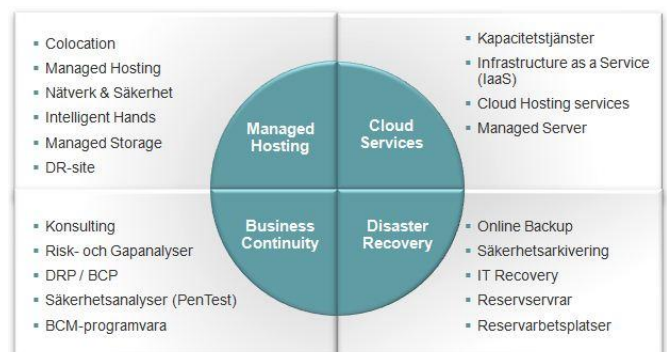 Colocation
Managed Hosting
Nätverk & Säkerhet
Intelligent Hands
Managed Storage
DR-site
Kapacitetstjänster
Infrastructure as a Service
(IaaS)
Cloud Hosting services
Managed Server
Managed
Hosting
Cloud
Services
Business
Continuity
Disaster
Recovery
Konsulting
Risk- och Gapanalyser
DRP / BCP
Säkerhetsanalyser (PenTest)
BCM-programvara
Online Backup
Säkerhetsarkivering
IT Recovery
Reservservrar
Reservarbetsplatser